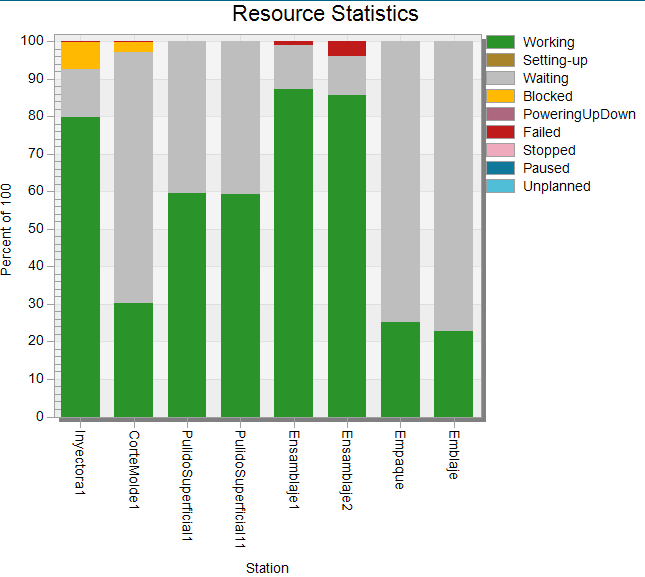 Resource Statistics
100
90
80
70
60
50
40
30
20
10
0
Percent of 100
Inyectora1
CorteMolde1
PulidoSuperficial1
PulidoSuperficial11
Ensamblaje1
Ensamblaje2
Empaque
Emblaje
Station
Working
Setting-up
Waiting
Blocked
PoweringUpDown
Failed
Stopped
Paused
Unplanned